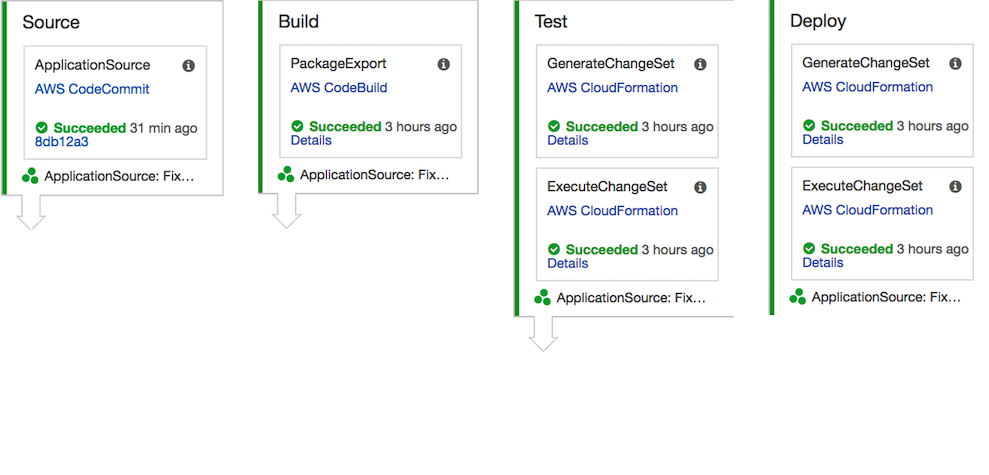 Source
ApplicationSource
AWS CodeCommit
Succeeded 31 min ago
8db12a3
ApplicationSource: Fix...
Build
PackageExport
AWS CodeBuild
Succeeded 3 hours ago
Details
ApplicationSource: Fix...
Test
GenerateChangeSet
AWS CloudFormation
Succeeded 3 hours ago
Details
ExecuteChangeSet
AWS CloudFormation
Succeeded 3 hours ago
Details
ApplicationSource: Fix...
Deploy
GenerateChangeSet
AWS CloudFormation
Succeeded 3 hours ago
Details
ExecuteChangeSet
AWS CloudFormation
Succeeded 3 hours ago
Details
ApplicationSource: Fix...